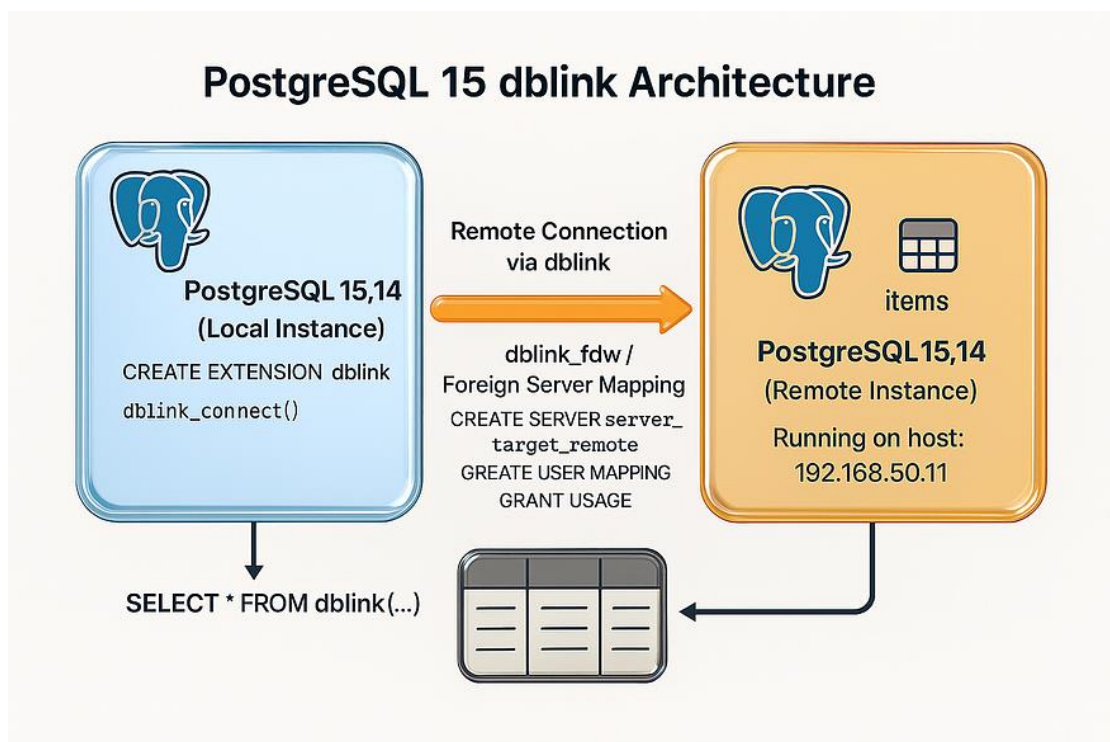 PostgreSQL 15 dblink Architecture
PostgreSQL 15,14
(Local Instance)
CREATE EXTENSION dblink
dblink_connect()
Remote Connection
via dblink
dblink_fdw /
Foreign Server Mapping
CREATE SERVER server_
target_remote
GREATE USER MAPPING
GRANT USAGE
items
PostgreSQL15,14
(Remote Instance)
Running on host:
192.168.50.11
SELECT * FROM dblink(...)